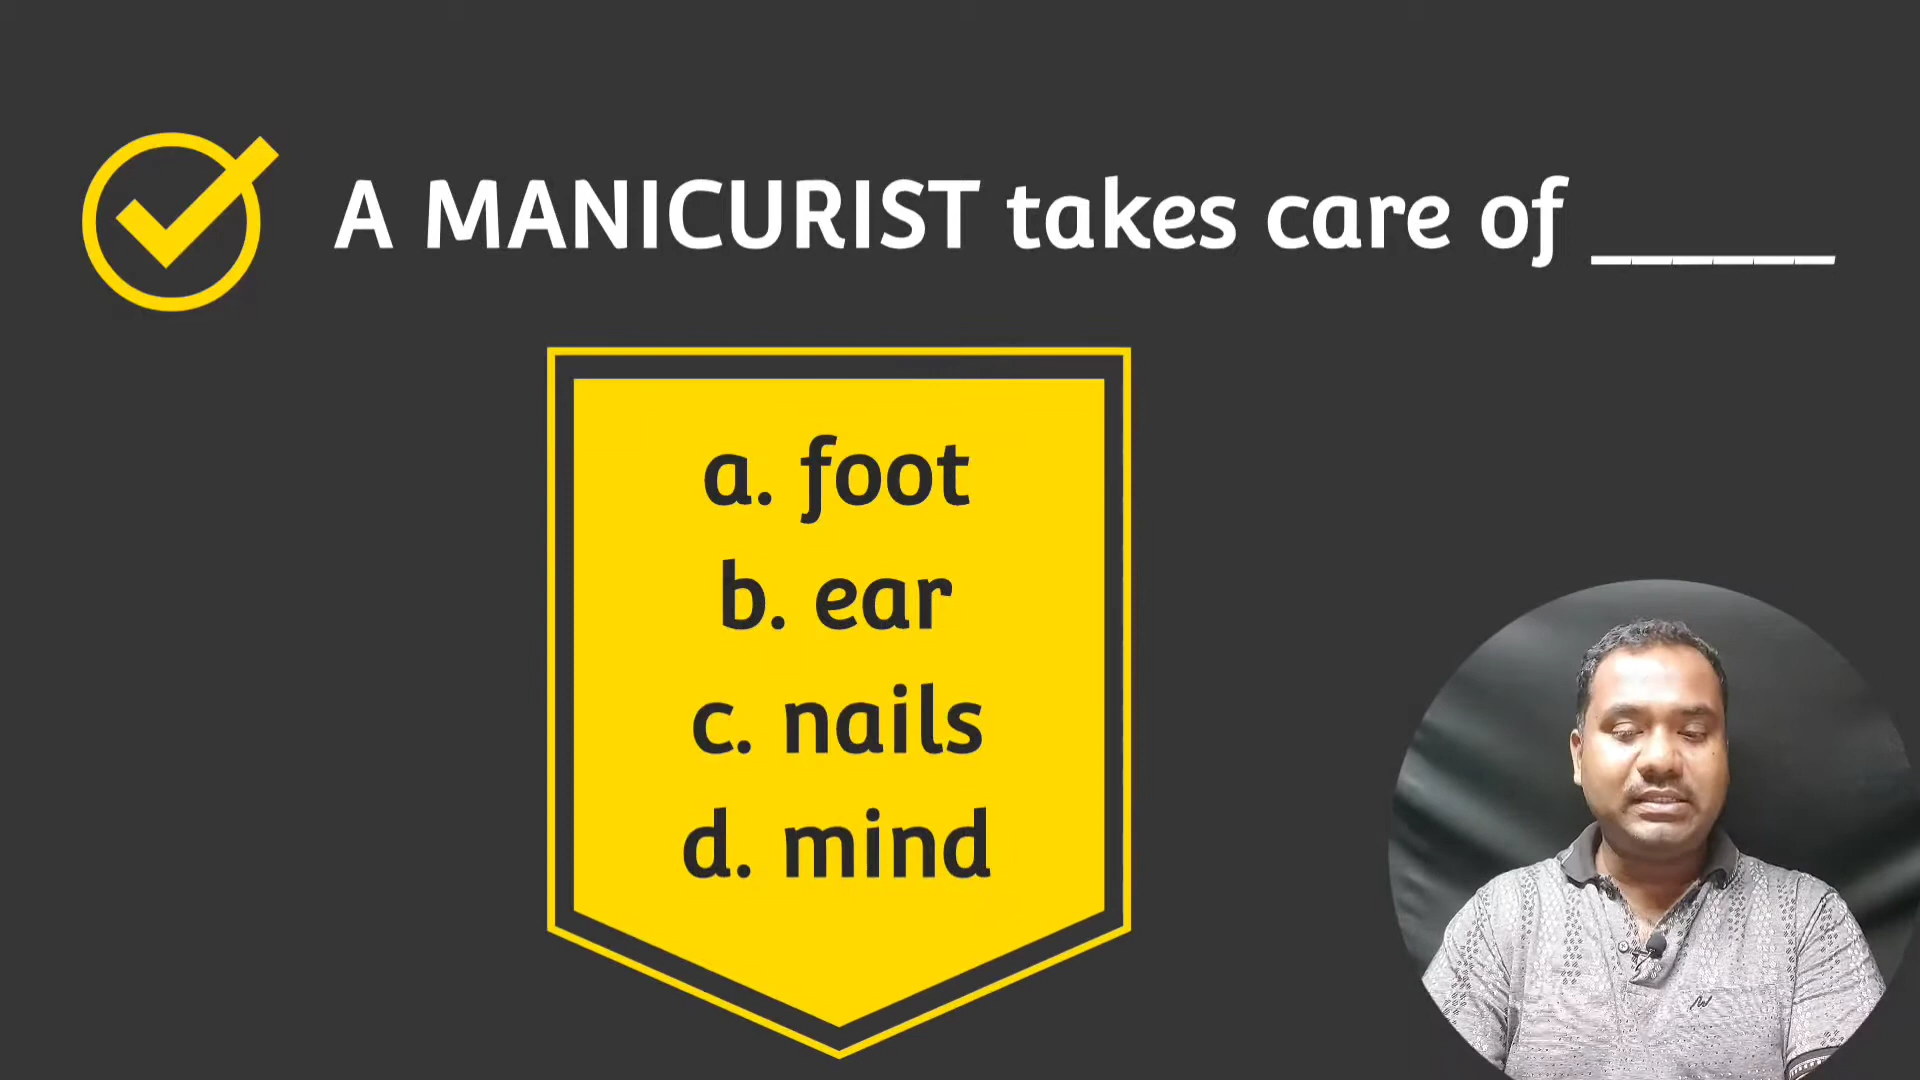 A MANICURIST takes care of ______
a. foot
b. ear
c. nails
d. mind